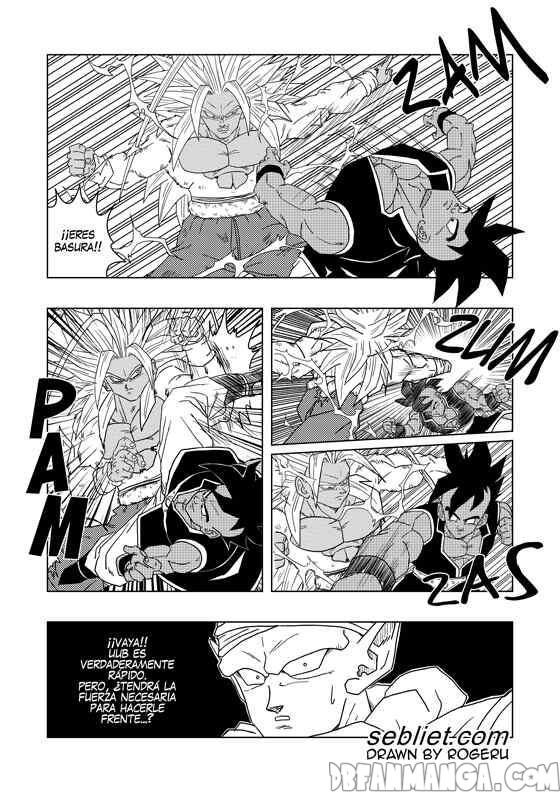 ZAM
¡¡ERES
BASURA!!
PAM
ZUM
ZAS
¡¡VAYA!!
UUB ES
VERDADERAMENTE
RÁPIDO.
PERO, ¿TENDRÁ LA
FUERZA NECESARIA
PARA HACERLE
FRENTE...?
sebliet.com
DRAWN BY ROGERU
DBFANMANGA.COM